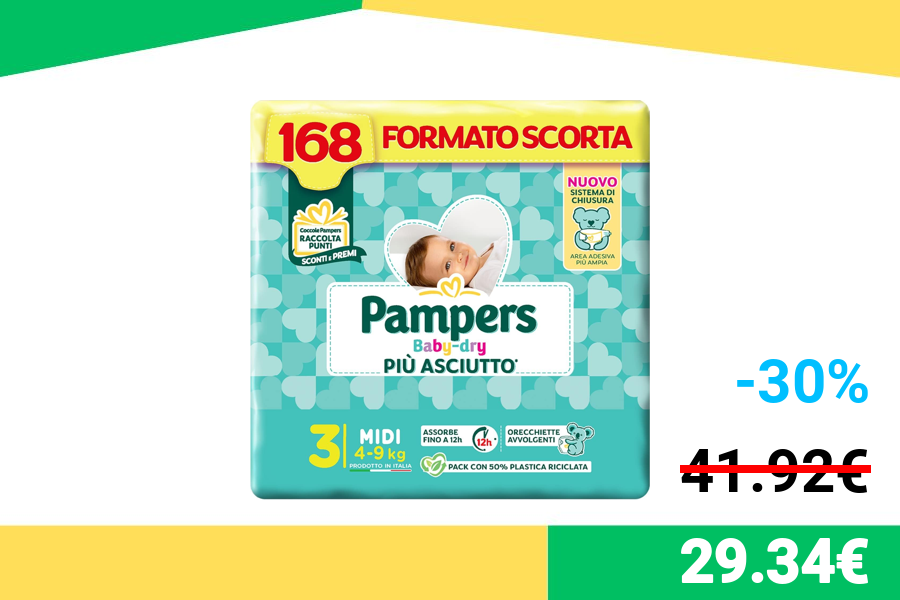 168 FORMATO SCORTA
Coccole Pampers
RACCOLTA
PUNTI
SCONTI E PREMI
NUOVO
SISTEMA DI
CHIUSURA
AREA ADESIVA
PIÙ AMPIA
Pampers
Baby-dry
PIÙ ASCIUTTO*
3 MIDI
4-9 kg
PRODOTTO IN ITALIA
ASSORBE
FINO A 12h
12h*
ORECCHIETTE
AVVOLGENTI
PACK CON 50% PLASTICA RICICLATA
-30%
41.92€
29.34€